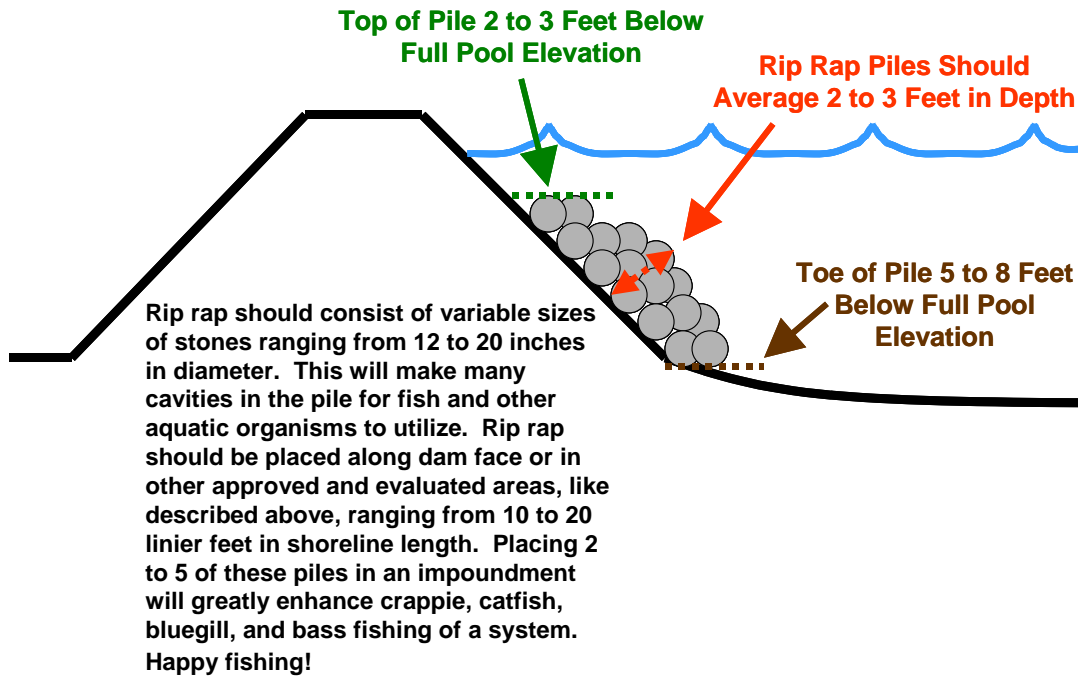 Top of Pile 2 to 3 Feet Below
Full Pool Elevation
Rip Rap Piles Should
Average 2 to 3 Feet in Depth
Toe of Pile 5 to 8 Feet
Below Full Pool
Elevation
Rip rap should consist of variable sizes
of stones ranging from 12 to 20 inches
in diameter.  This will make many
cavities in the pile for fish and other
aquatic organisms to utilize.  Rip rap
should be placed along dam face or in
other approved and evaluated areas, like
described above, ranging from 10 to 20
linier feet in shoreline length.  Placing 2
to 5 of these piles in an impoundment
will greatly enhance crappie, catfish,
bluegill, and bass fishing of a system.
Happy fishing!